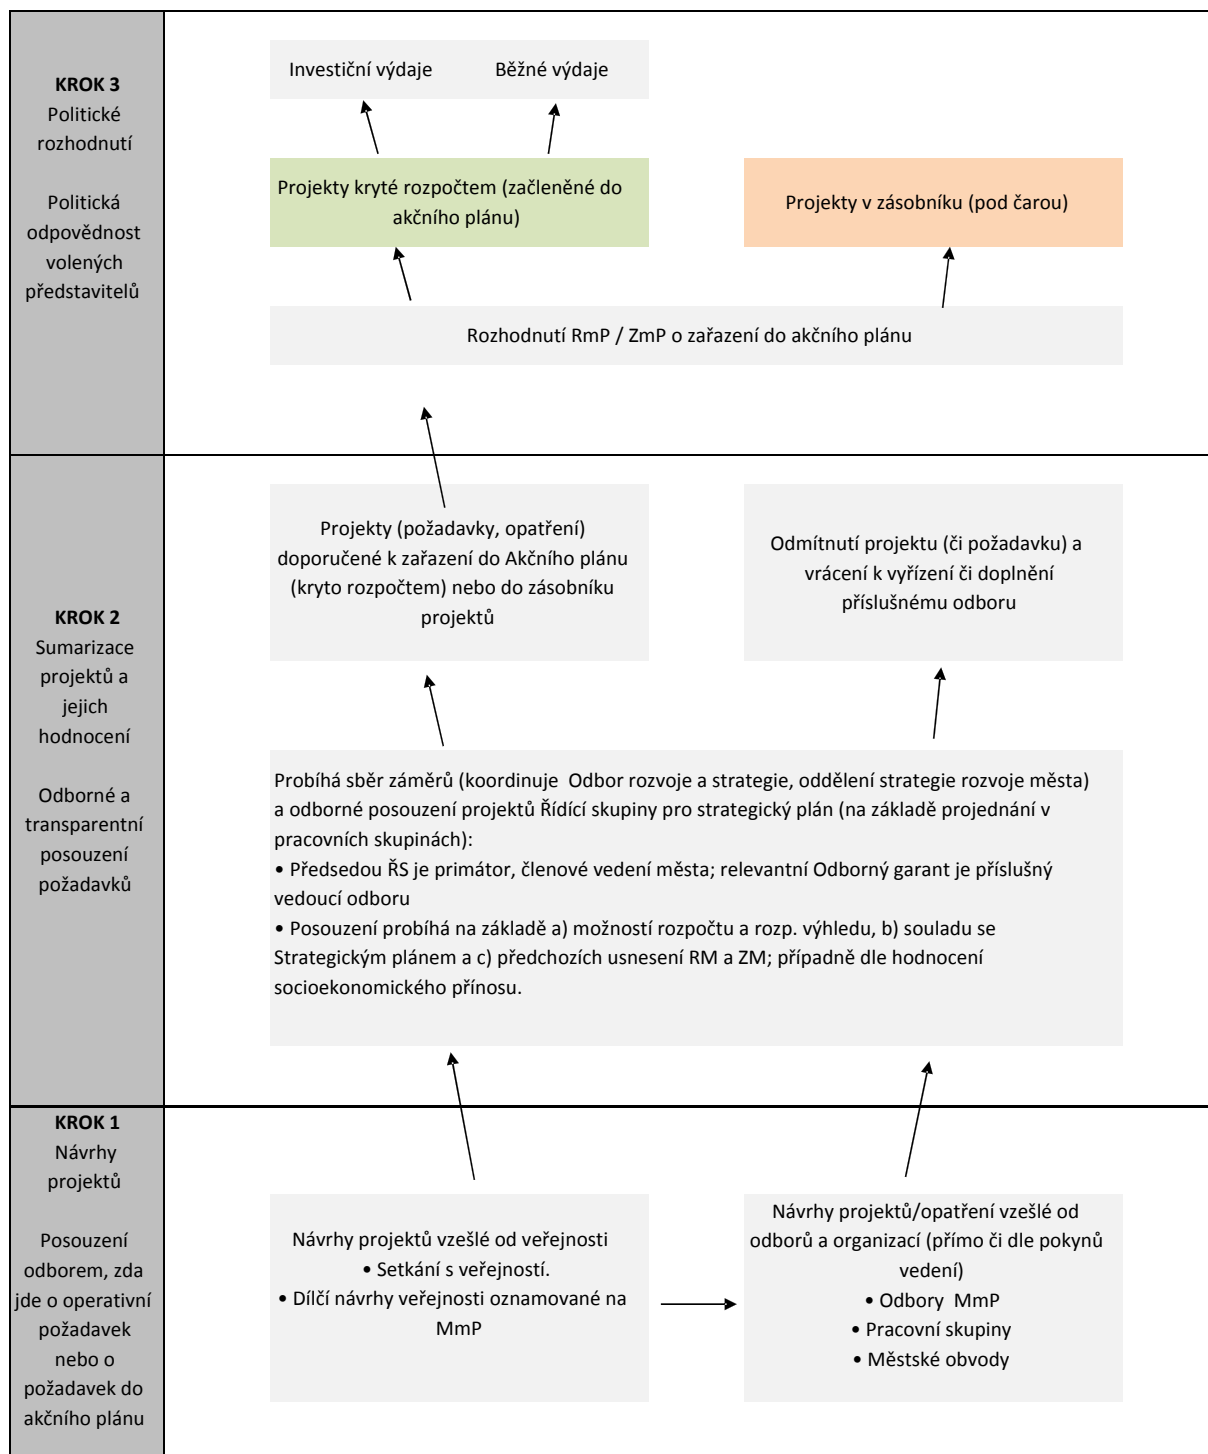 KROK 3
Politické
rozhodnutí
Politická
odpovědnost
volených
představitelů
Investiční výdaje Běžné výdaje
Projekty kryté rozpočtem (začleněné do
akčního plánu)
Projekty v zásobníku (pod čarou)
Rozhodnutí RmP / ZmP o zařazení do akčního plánu
KROK 2
Sumarizace
projektů a
jejich
hodnocení
Odborné a
transparentní
posouzení
požadavků
Projekty (požadavky, opatření)
doporučené k zařazení do Akčního plánu
(kryto rozpočtem) nebo do zásobníku
projektů
Odmítnutí projektu (či požadavku) a
vrácení k vyřízení či doplnění
příslušnému odboru
Probíhá sběr záměrů (koordinuje Odbor rozvoje a strategie, oddělení strategie rozvoje města)
a odborné posouzení projektů Řídící skupiny pro strategický plán (na základě projednání v
pracovních skupinách):
• Předsedou ŘS je primátor, členové vedení města; relevantní Odborný garant je příslušný
vedoucí odboru
• Posouzení probíhá na základě a) možností rozpočtu a rozp. výhledu, b) souladu se
Strategickým plánem a c) předchozích usnesení RM a ZM; případně dle hodnocení
socioekonomického přínosu.
KROK 1
Návrhy
projektů
Posouzení
odborem, zda
jde o operativní
požadavek
nebo o
požadavek do
akčního plánu
Návrhy projektů vzešlé od veřejnosti
• Setkání s veřejností.
• Dílčí návrhy veřejnosti oznamované na
MmP
Návrhy projektů/opatření vzešlé od
odborů a organizací (přímo či dle pokynů
vedení)
• Odbory MmP
• Pracovní skupiny
• Městské obvody